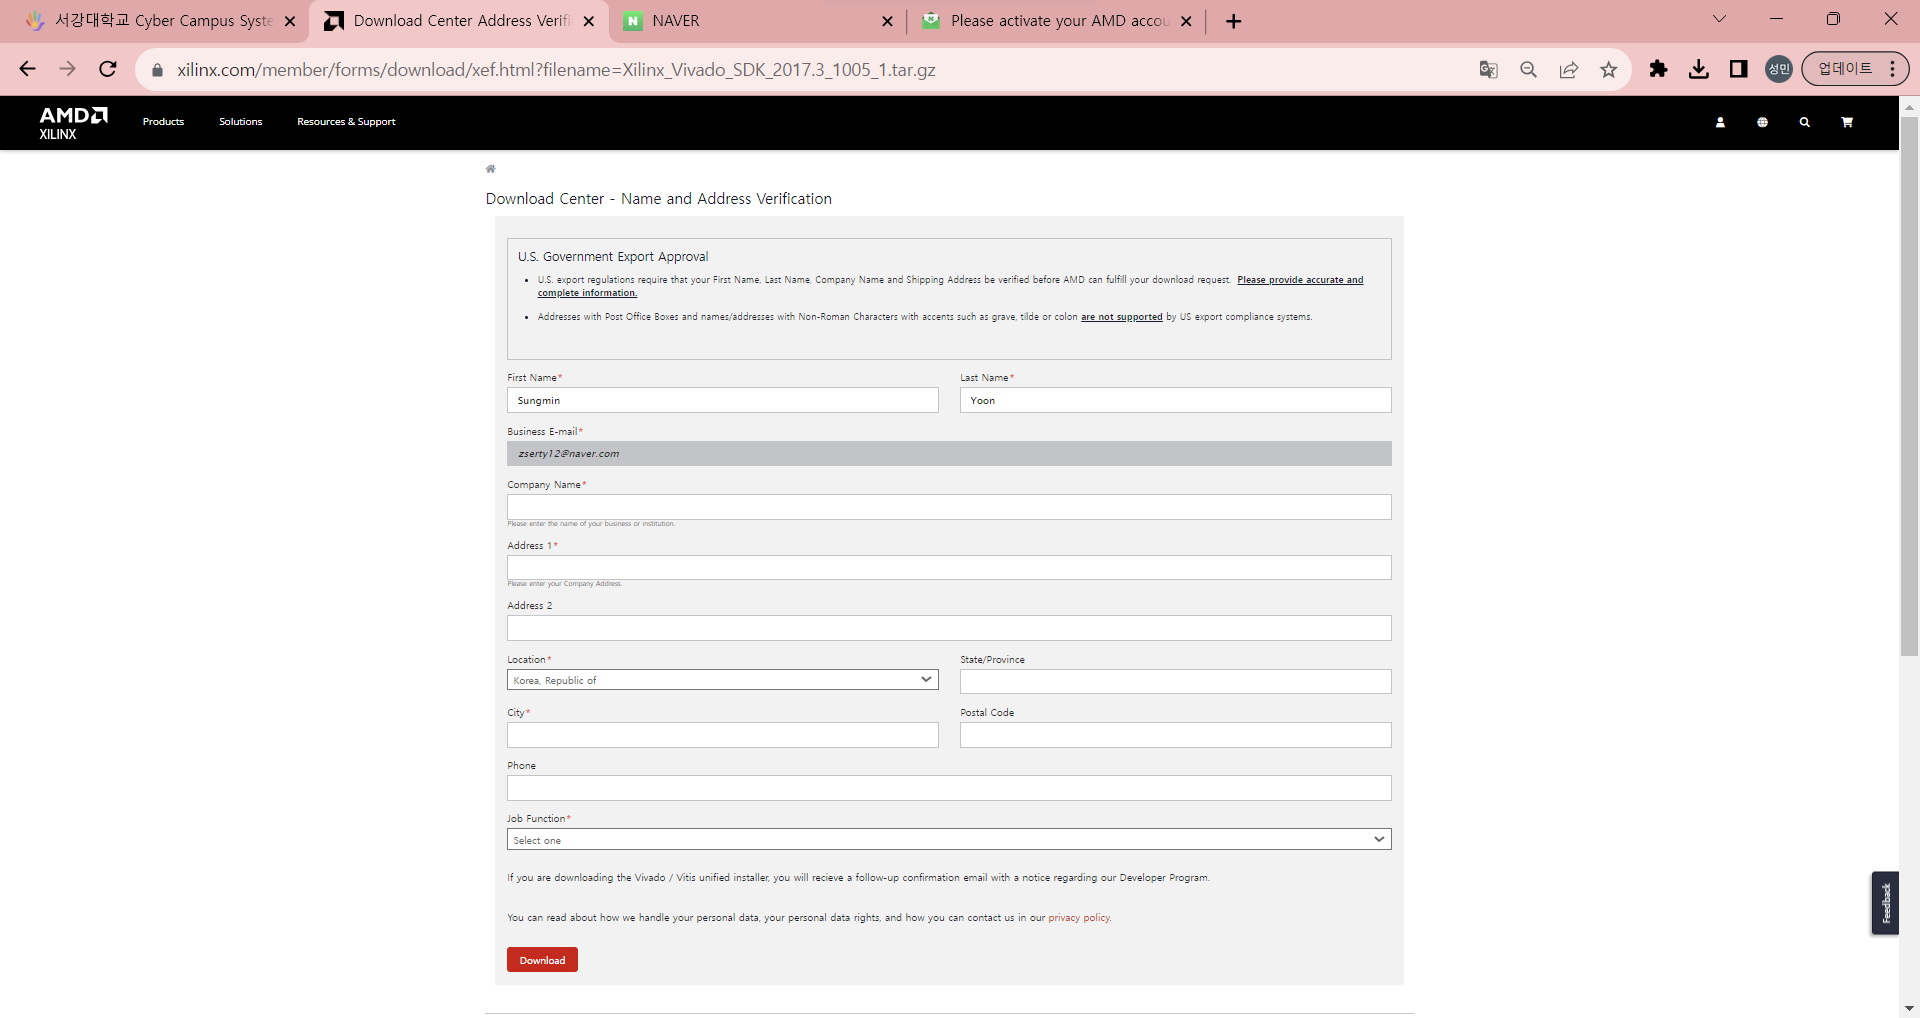 서강대학교 Cyber Campus Syste
Download Center Address Verifi
NAVER
Please activate your AMD accou
xilinx.com/member/forms/download/xef.html?filename=Xilinx_Vivado_SDK_2017.3_1005_1.tar.gz
성민
업데이트
AMD
XILINX
Products
Solutions
Resources & Support
Download Center - Name and Address Verification
U.S. Government Export Approval
• U.S. export regulations require that your First Name, Last Name, Company Name and Shipping Address be verified before AMD can fulfill your download request. Please provide accurate and
complete information.
• Addresses with Post Office Boxes and names/addresses with Non-Roman Characters with accents such as grave, tilde or colon are not supported by US export compliance systems.
First Name*
Last Name*
Sungmin
Yoon
Business E-mail*
zserty12@naver.com
Company Name*
Please enter the name of your business or institution.
Address 1*
Please enter your Company Address.
Address 2
Location*
State/Province
Korea, Republic of
City*
Postal Code
Phone
Job Function*
Select one
If you are downloading the Vivado / Vitis unified installer, you will recieve a follow-up confirmation email with a notice regarding our Developer Program.
You can read about how we handle your personal data, your personal data rights, and how you can contact us in our privacy policy.
Feedback
Download